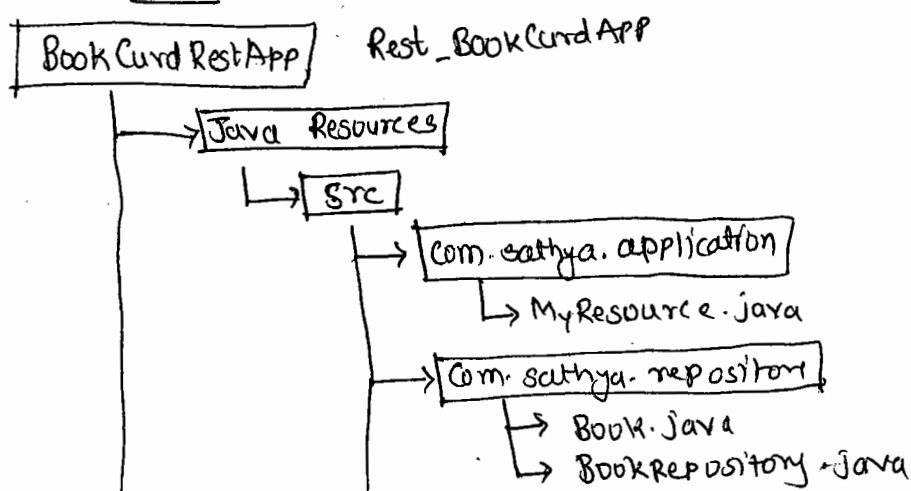 BookCurdRestApp Rest_BookCurdApp
Java Resources
src
com.sathya.application
MyResource.java
com.sathya.repository
Book.java
BookRepository.java